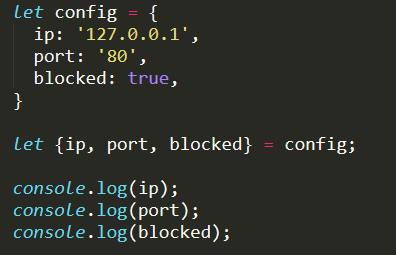 let config = {
  ip: '127.0.0.1',
  port: '80',
  blocked: true,
}

let {ip, port, blocked} = config;

console.log(ip);
console.log(port);
console.log(blocked);